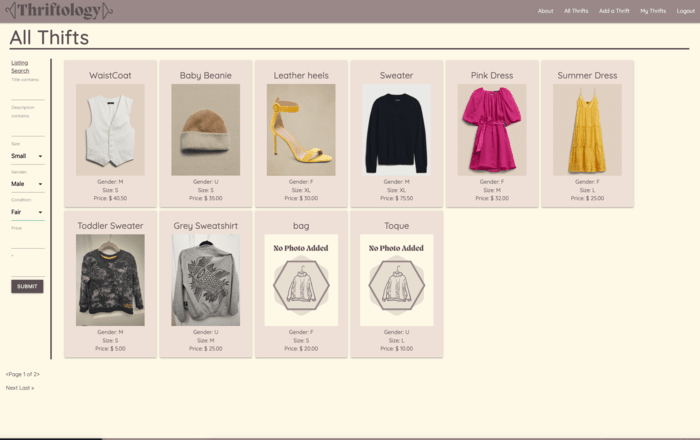 Thriftology
About
All Thrifts
Add a Thrift
My Thrifts
Logout
All Thifts
Listing
Search
Title contains:
Description
contains:
Size:
Small
Gender:
Male
Condition:
Fair
Price:
-
SUBMIT
WaistCoat
Gender: M
Size: S
Price: $ 40.50
Baby Beanie
Gender: U
Size: S
Price: $ 35.00
Leather heels
Gender: F
Size: XL
Price: $ 30.00
Sweater
Gender: M
Size: XL
Price: $ 75.50
Pink Dress
Gender: F
Size: M
Price: $ 32.00
Summer Dress
Gender: F
Size: L
Price: $ 25.00
Toddler Sweater
Gender: M
Size: S
Price: $ 5.00
Grey Sweatshirt
Gender: U
Size: M
Price: $ 25.00
bag
No Photo Added
Gender: F
Size: S
Price: $ 20.00
Toque
No Photo Added
Gender: U
Size: L
Price: $ 10.00
<Page 1 of 2>
Next Last »